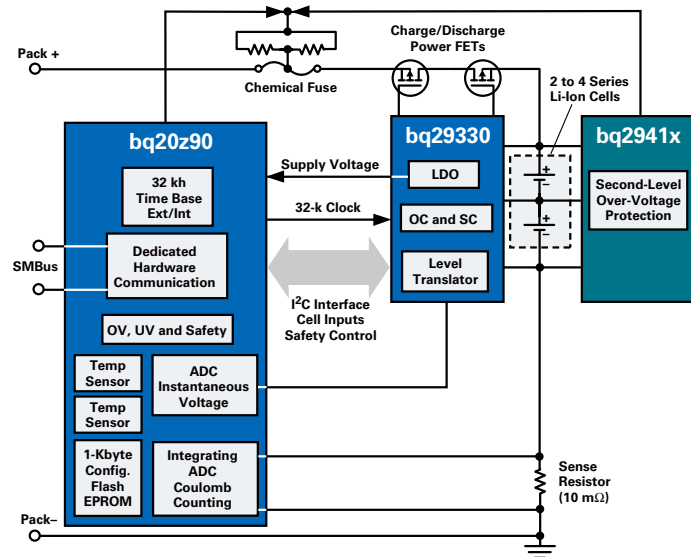 Pack +
Chemical Fuse
Charge/Discharge
Power FETs
2 to 4 Series
Li-Ion Cells
bq20z90
bq29330
bq2941x
32 kh
Time Base
Ext/Int
Supply Voltage
LDO
+
–
Second-Level
Over-Voltage
Protection
32-k Clock
OC and SC
+
–
SMBus
Dedicated
Hardware
Communication
Level
Translator
I²C Interface
Cell Inputs
Safety Control
OV, UV and Safety
Temp
Sensor
Temp
Sensor
ADC
Instantaneous
Voltage
1-Kbyte
Config.
Flash
EPROM
Integrating
ADC
Coulomb
Counting
Sense
Resistor
(10 mΩ)
Pack–